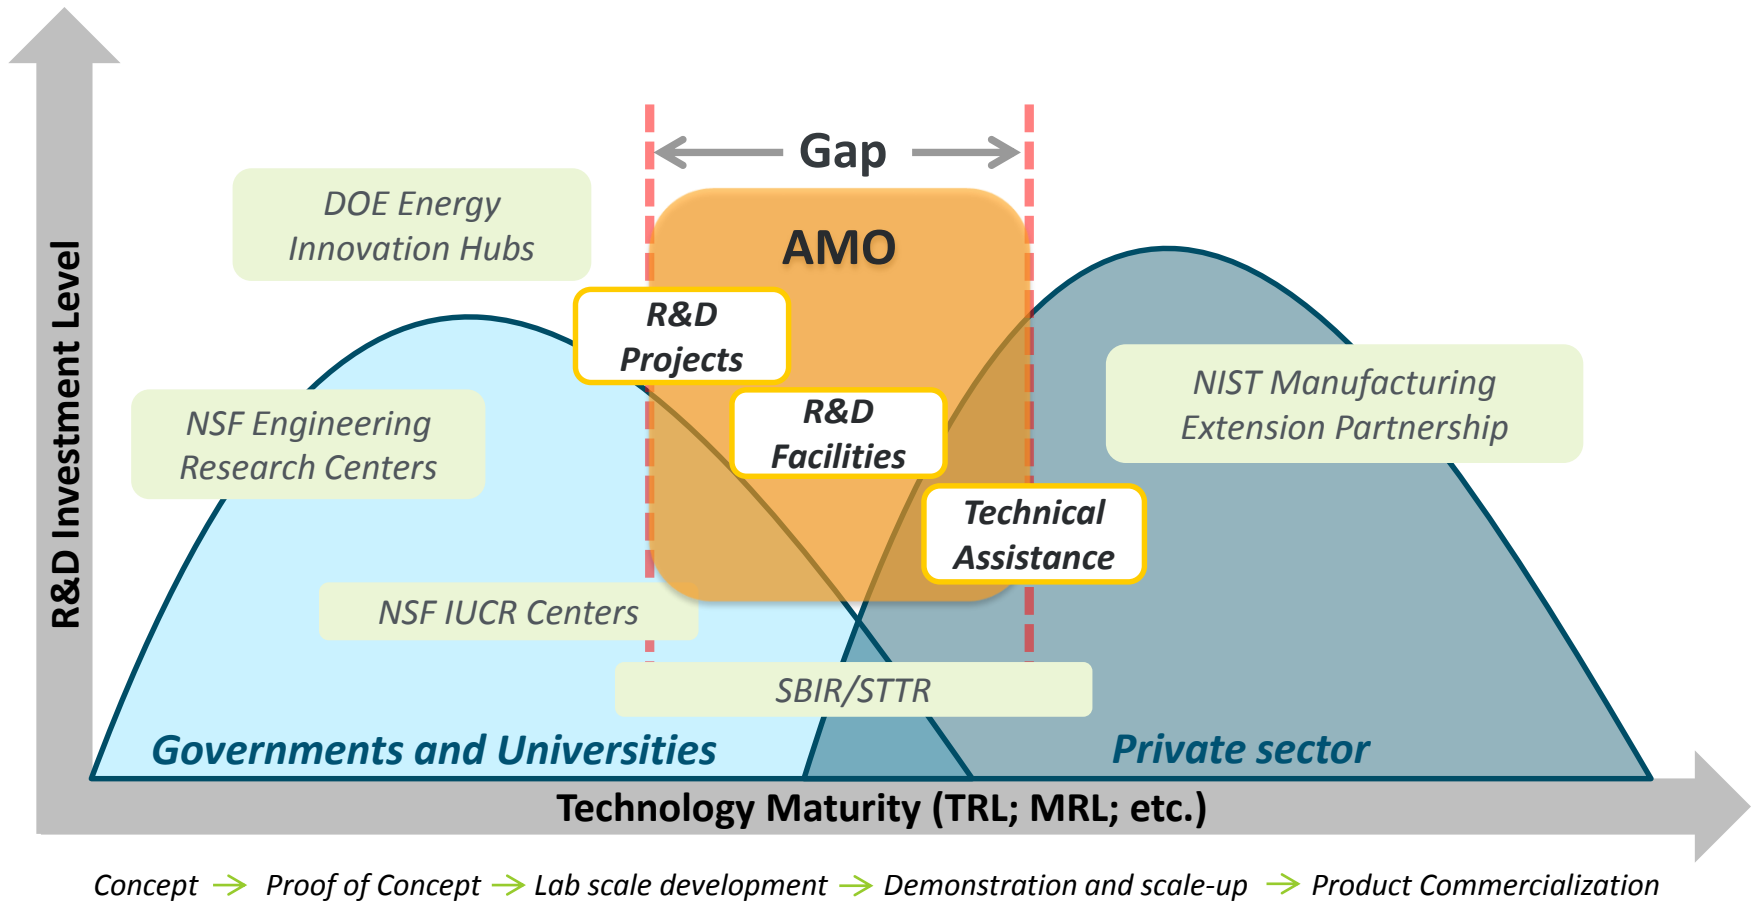 Gap
AMO
DOE Energy
Innovation Hubs
R&D
Projects
R&D
Facilities
Technical
Assistance
NSF Engineering
Research Centers
NIST Manufacturing
Extension Partnership
NSF IUCR Centers
SBIR/STTR
Governments and Universities
Private sector
R&D Investment Level
Technology Maturity (TRL; MRL; etc.)
Concept → Proof of Concept → Lab scale development → Demonstration and scale-up → Product Commercialization